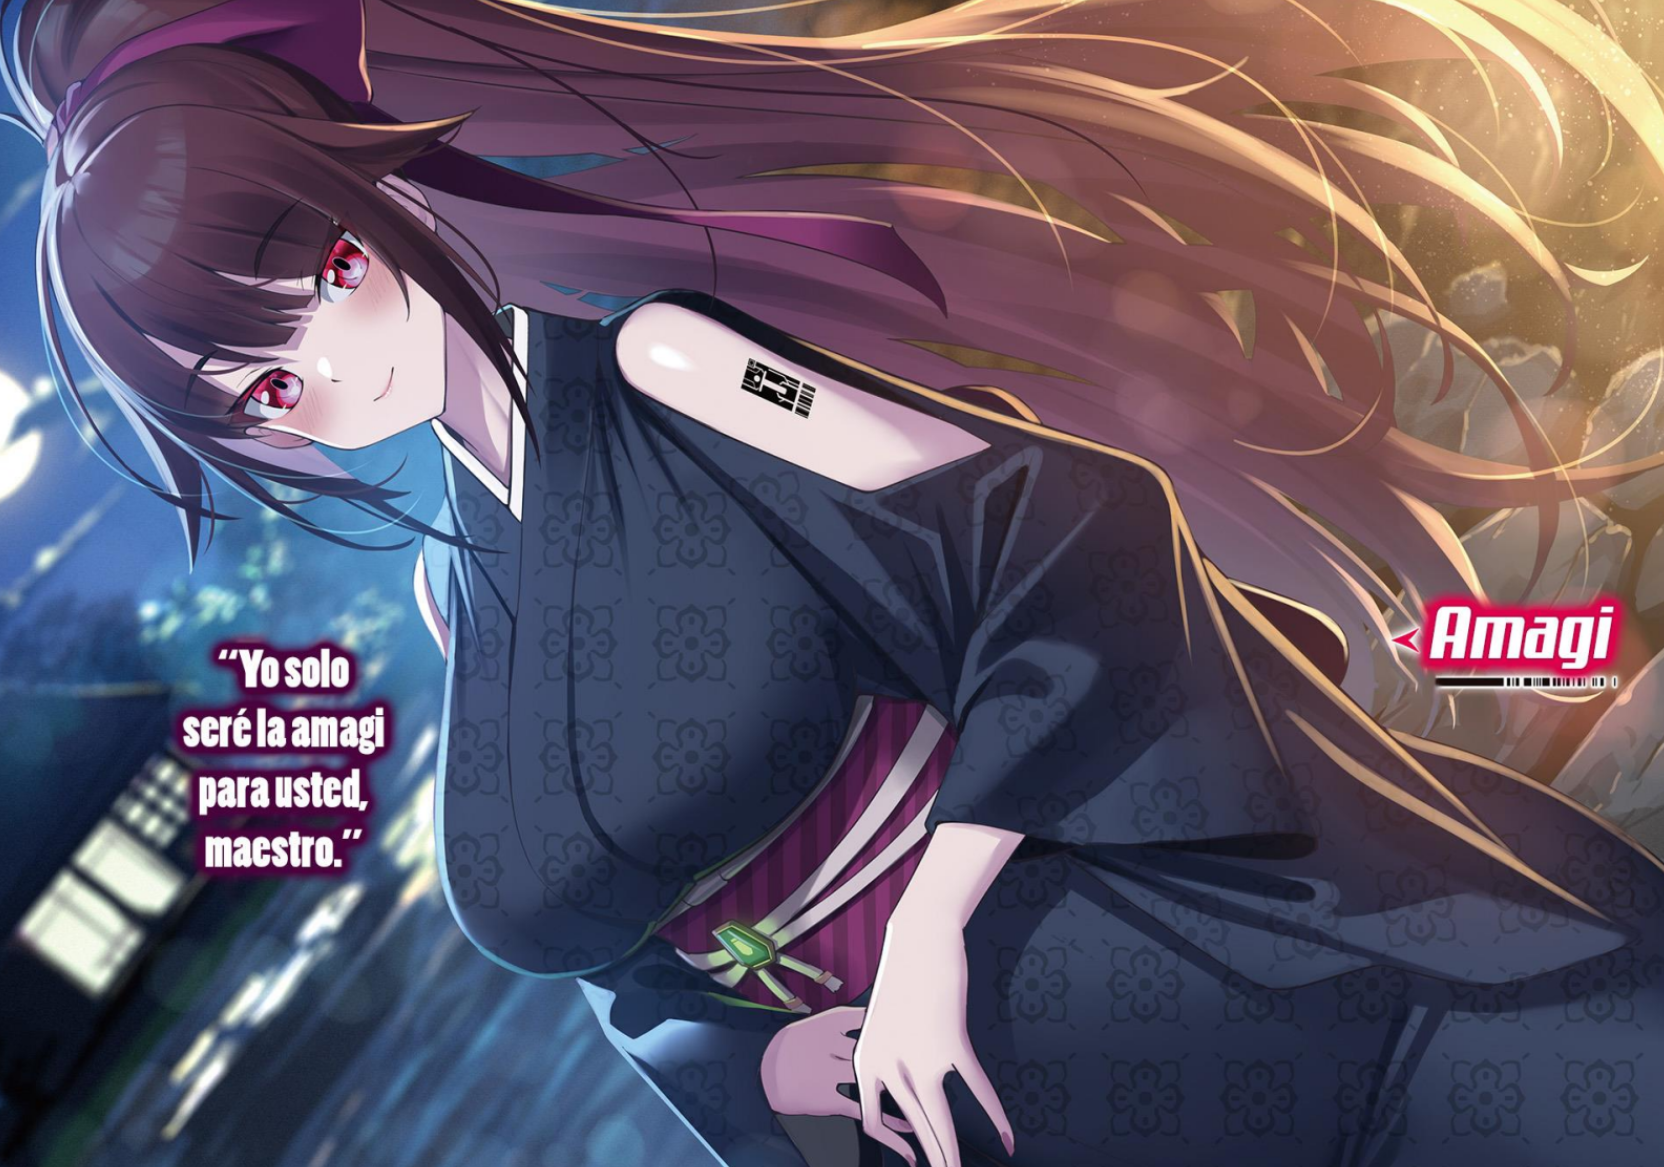 “Yo solo
seré la amagi
para usted,
maestro.”
Amagi